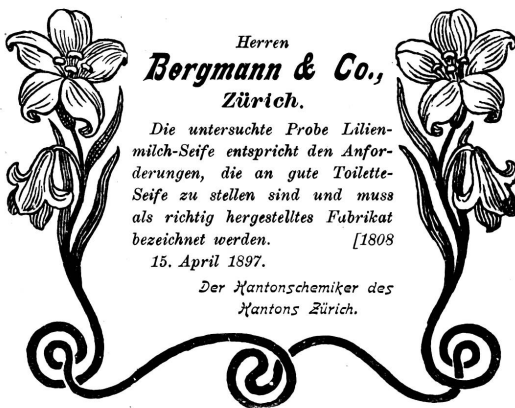 Herren
Bergmann & Co.,
Zürich.
Die untersuchte Probe Lilien-
milch-Seife entspricht den Anfor-
derungen, die an gute Toilette-
Seife zu stellen sind und muss
als richtig hergestelltes Fabrikat
bezeichnet werden. [1808
15. April 1897.
Der Kantonschemiker des
Kantons Zürich.